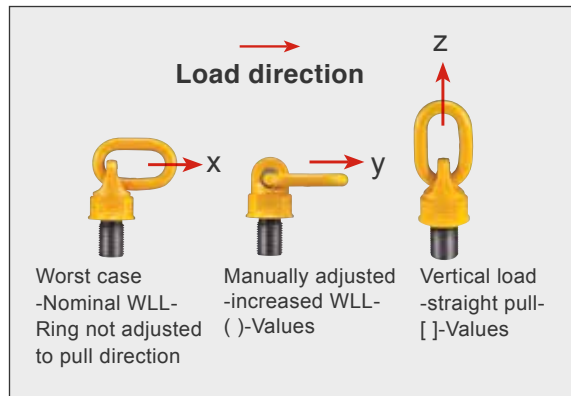 Load direction
x
y
z
Worst case
-Nominal WLL-
Ring not adjusted
to pull direction
Manually adjusted
-increased WLL-
( )-Values
Vertical load
-straight pull-
[ ]-Values